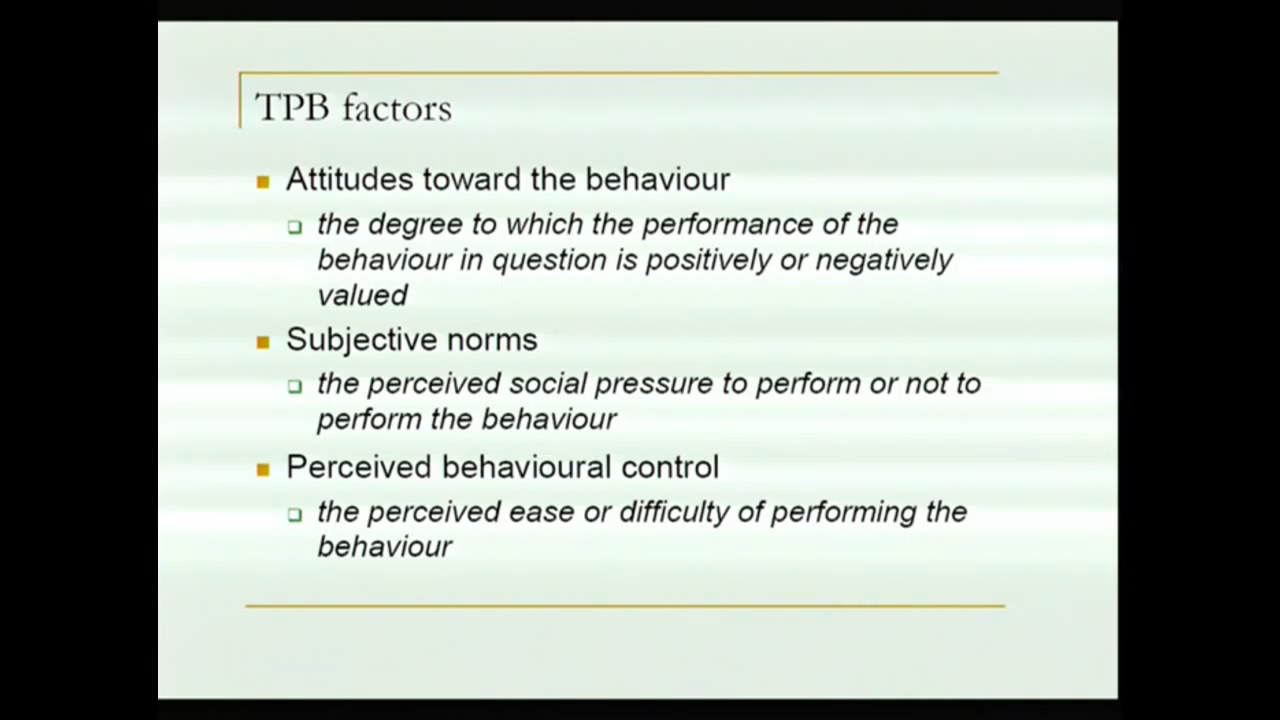 TPB factors
Attitudes toward the behaviour
the degree to which the performance of the
behaviour in question is positively or negatively
valued
Subjective norms
the perceived social pressure to perform or not to
perform the behaviour
Perceived behavioural control
the perceived ease or difficulty of performing the
behaviour